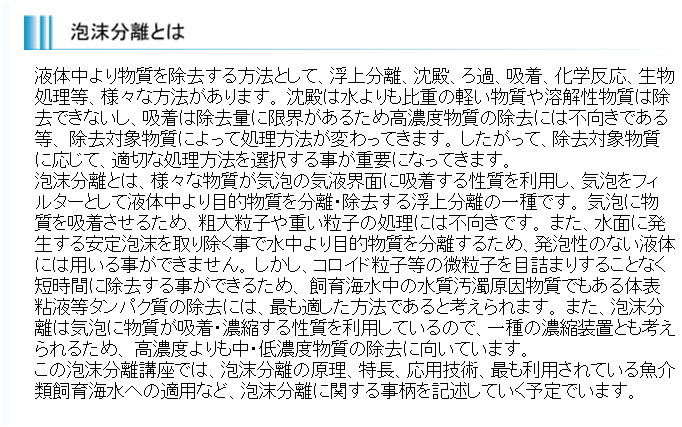 泡沫分離とは
液体中より物質を除去する方法として、浮上分離、沈殿、ろ過、吸着、化学反応、生物
処理等、様々な方法があります。沈殿は水よりも比重の軽い物質や溶解性物質は除
去できないし、吸着は除去量に限界があるため高濃度物質の除去には不向きである
等、除去対象物質によって処理方法が変わってきます。したがって、除去対象物質
に応じて、適切な処理方法を選択する事が重要になってきます。
泡沫分離とは、様々な物質が気泡の気液界面に吸着する性質を利用し、気泡をフィ
ルターとして液体中より目的物質を分離・除去する浮上分離の一種です。気泡に物
質を吸着させるため、粗大粒子や重い粒子の処理には不向きです。また、水面に発
生する安定泡沫を取り除く事で水中より目的物質を分離するため、発泡性のない液体
には用いる事ができません。しかし、コロイド粒子等の微粒子を目詰まりすることなく
短時間に除去する事ができるため、飼育海水中の水質汚濁原因物質でもある体表
粘液等タンパク質の除去には、最も適した方法であると考えられます。また、泡沫分
離は気泡に物質が吸着・濃縮する性質を利用しているので、一種の濃縮装置とも考え
られるため、高濃度よりも中・低濃度物質の除去に向いています。
この泡沫分離講座では、泡沫分離の原理、特長、応用技術、最も利用されている魚介
類飼育海水への適用など、泡沫分離に関する事柄を記述していく予定でいます。